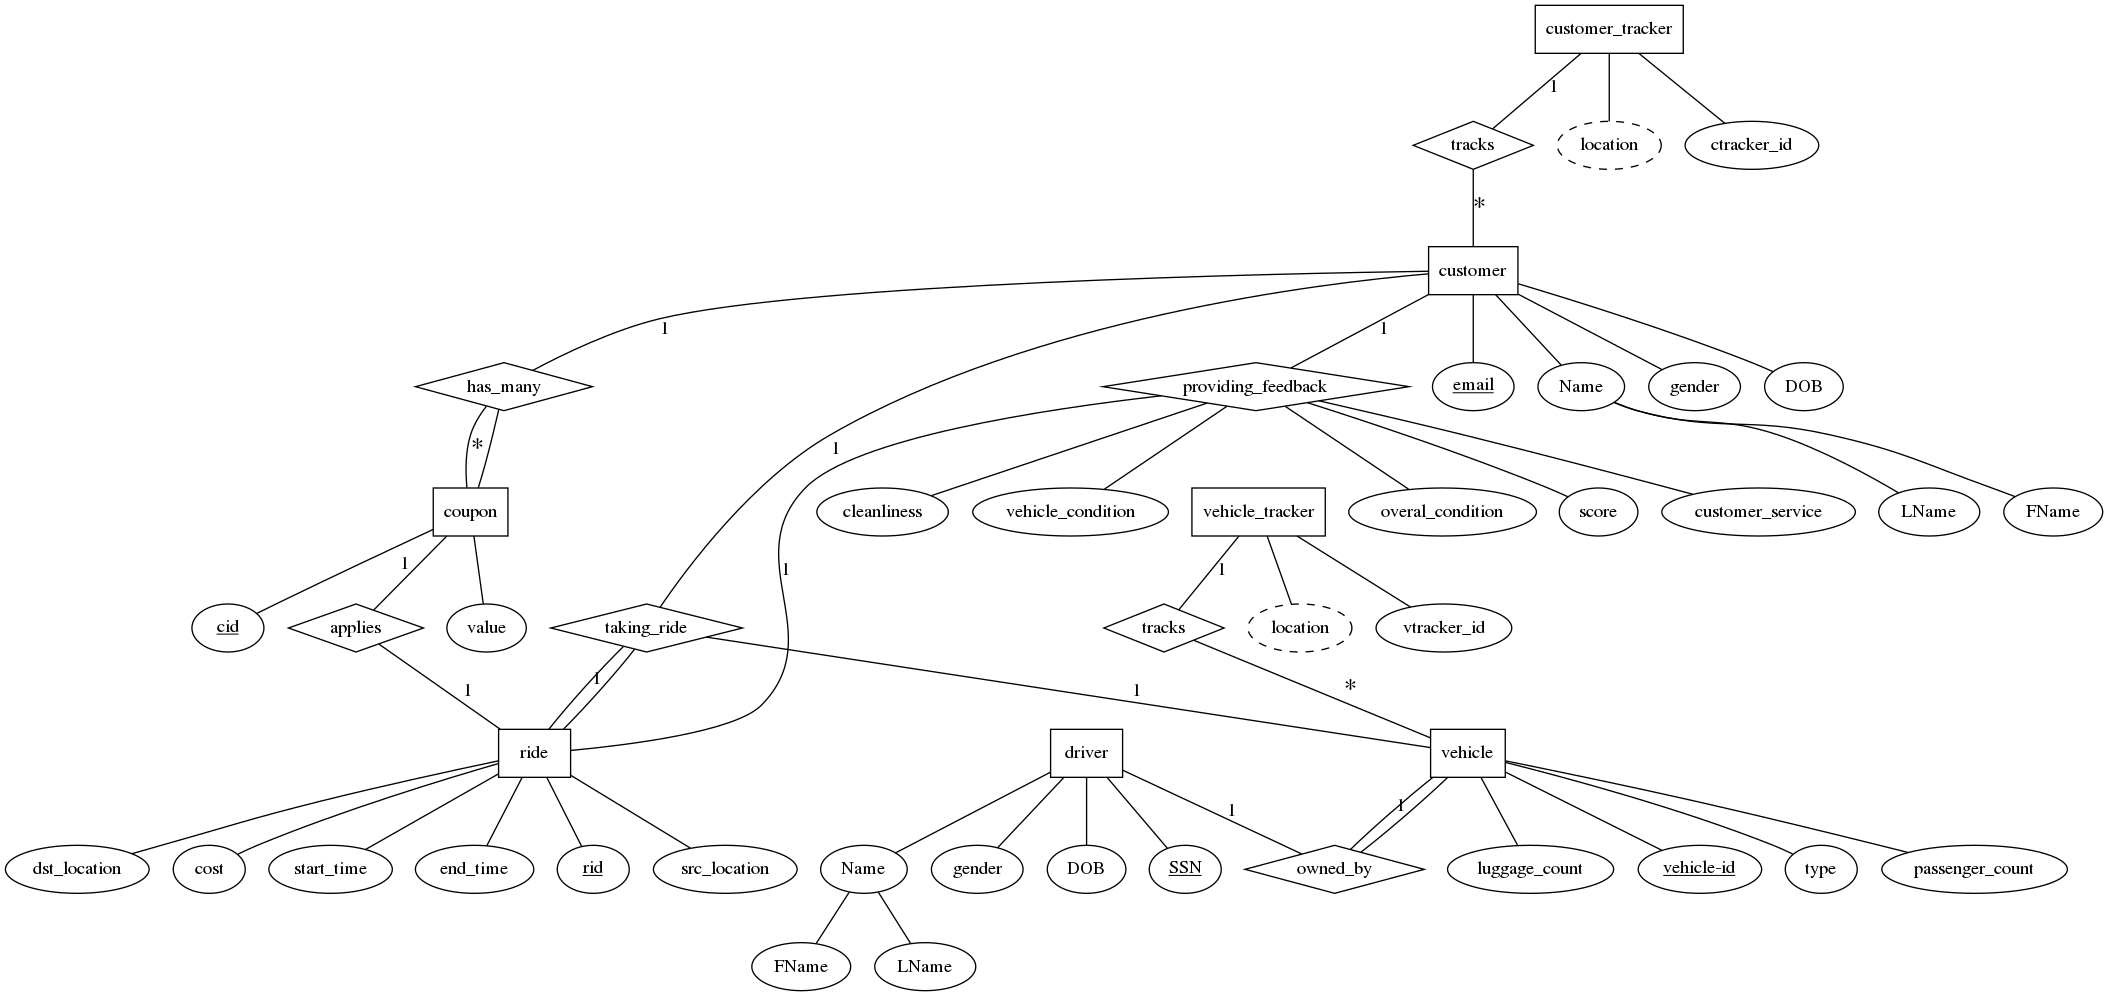 customer_tracker
1
tracks
location
ctracker_id
*
customer
1
1
has_many
providing_feedback
email
Name
gender
DOB
*
1
coupon
cleanliness
vehicle_condition
vehicle_tracker
overal_condition
score
customer_service
LName
FName
1
1
1
cid
applies
value
taking_ride
tracks
location
vtracker_id
1
1
1
*
ride
driver
vehicle
1
1
dst_location
cost
start_time
end_time
rid
src_location
Name
gender
DOB
SSN
owned_by
luggage_count
vehicle-id
type
passenger_count
FName
LName